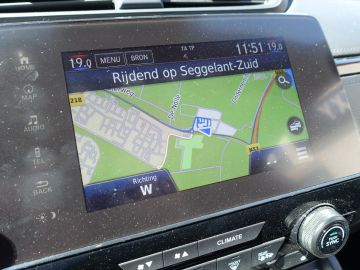 HOME
MAP
AUDIO
TEL
BACK
19.0 MENU BRON TA TP 11:51 19.0
Rijdend op Seggelant-Zuid
218
Richting
W
CLIMATE
SYNC